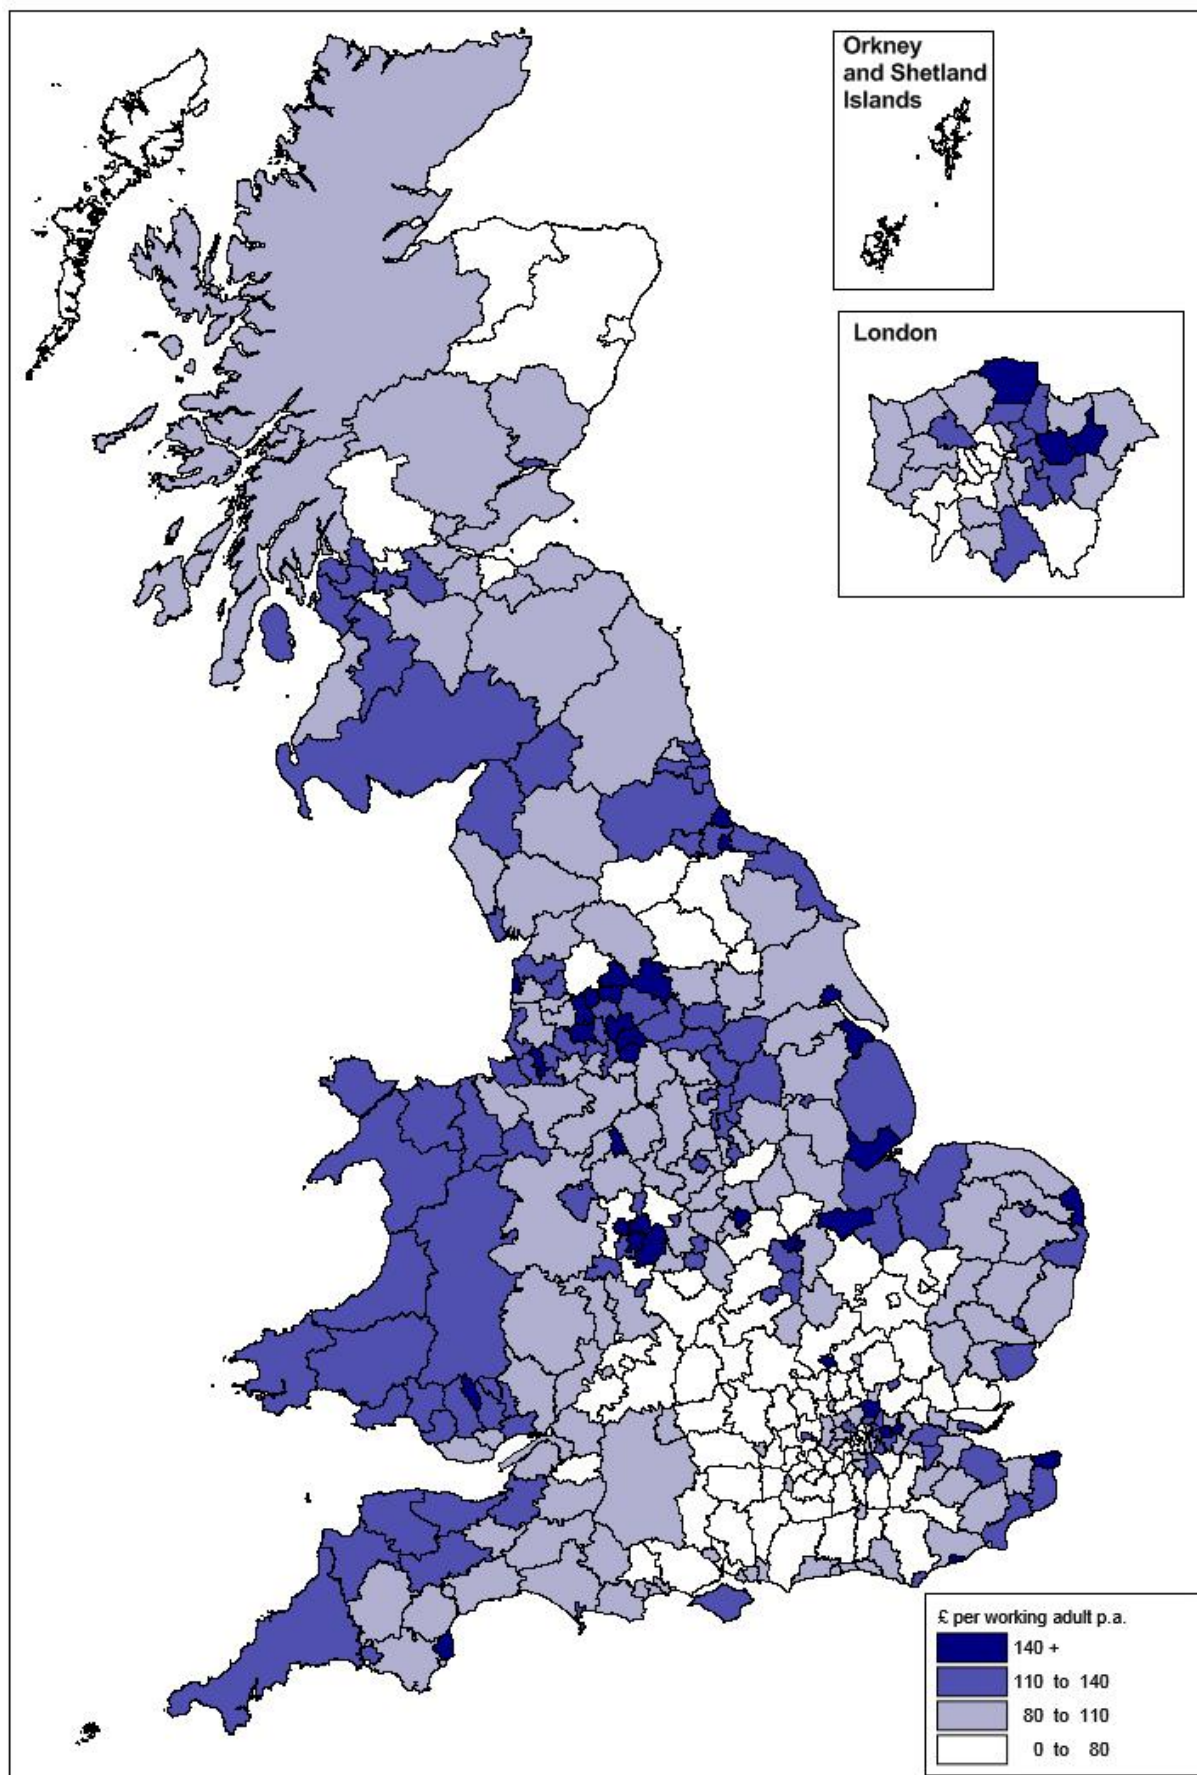 Orkney
and Shetland
Islands
London
£ per working adult p.a.
140 +
110 to 140
80 to 110
0 to 80